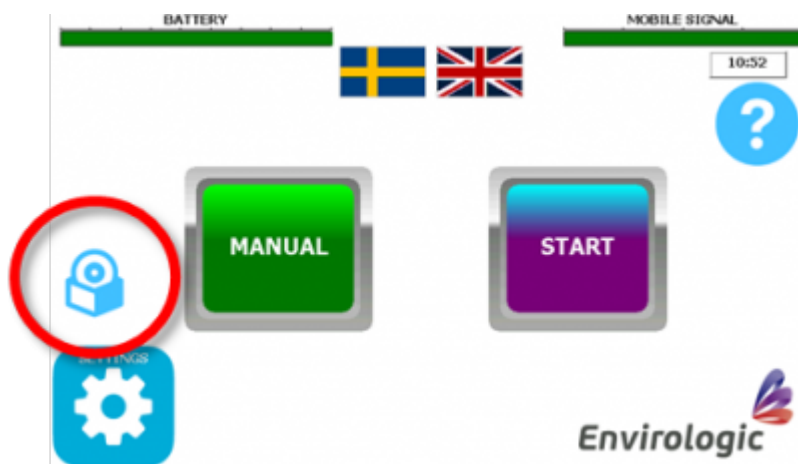 BATTERY
MOBILE SIGNAL
10:52
?
MANUAL
START
SETTINGS
Envirologic